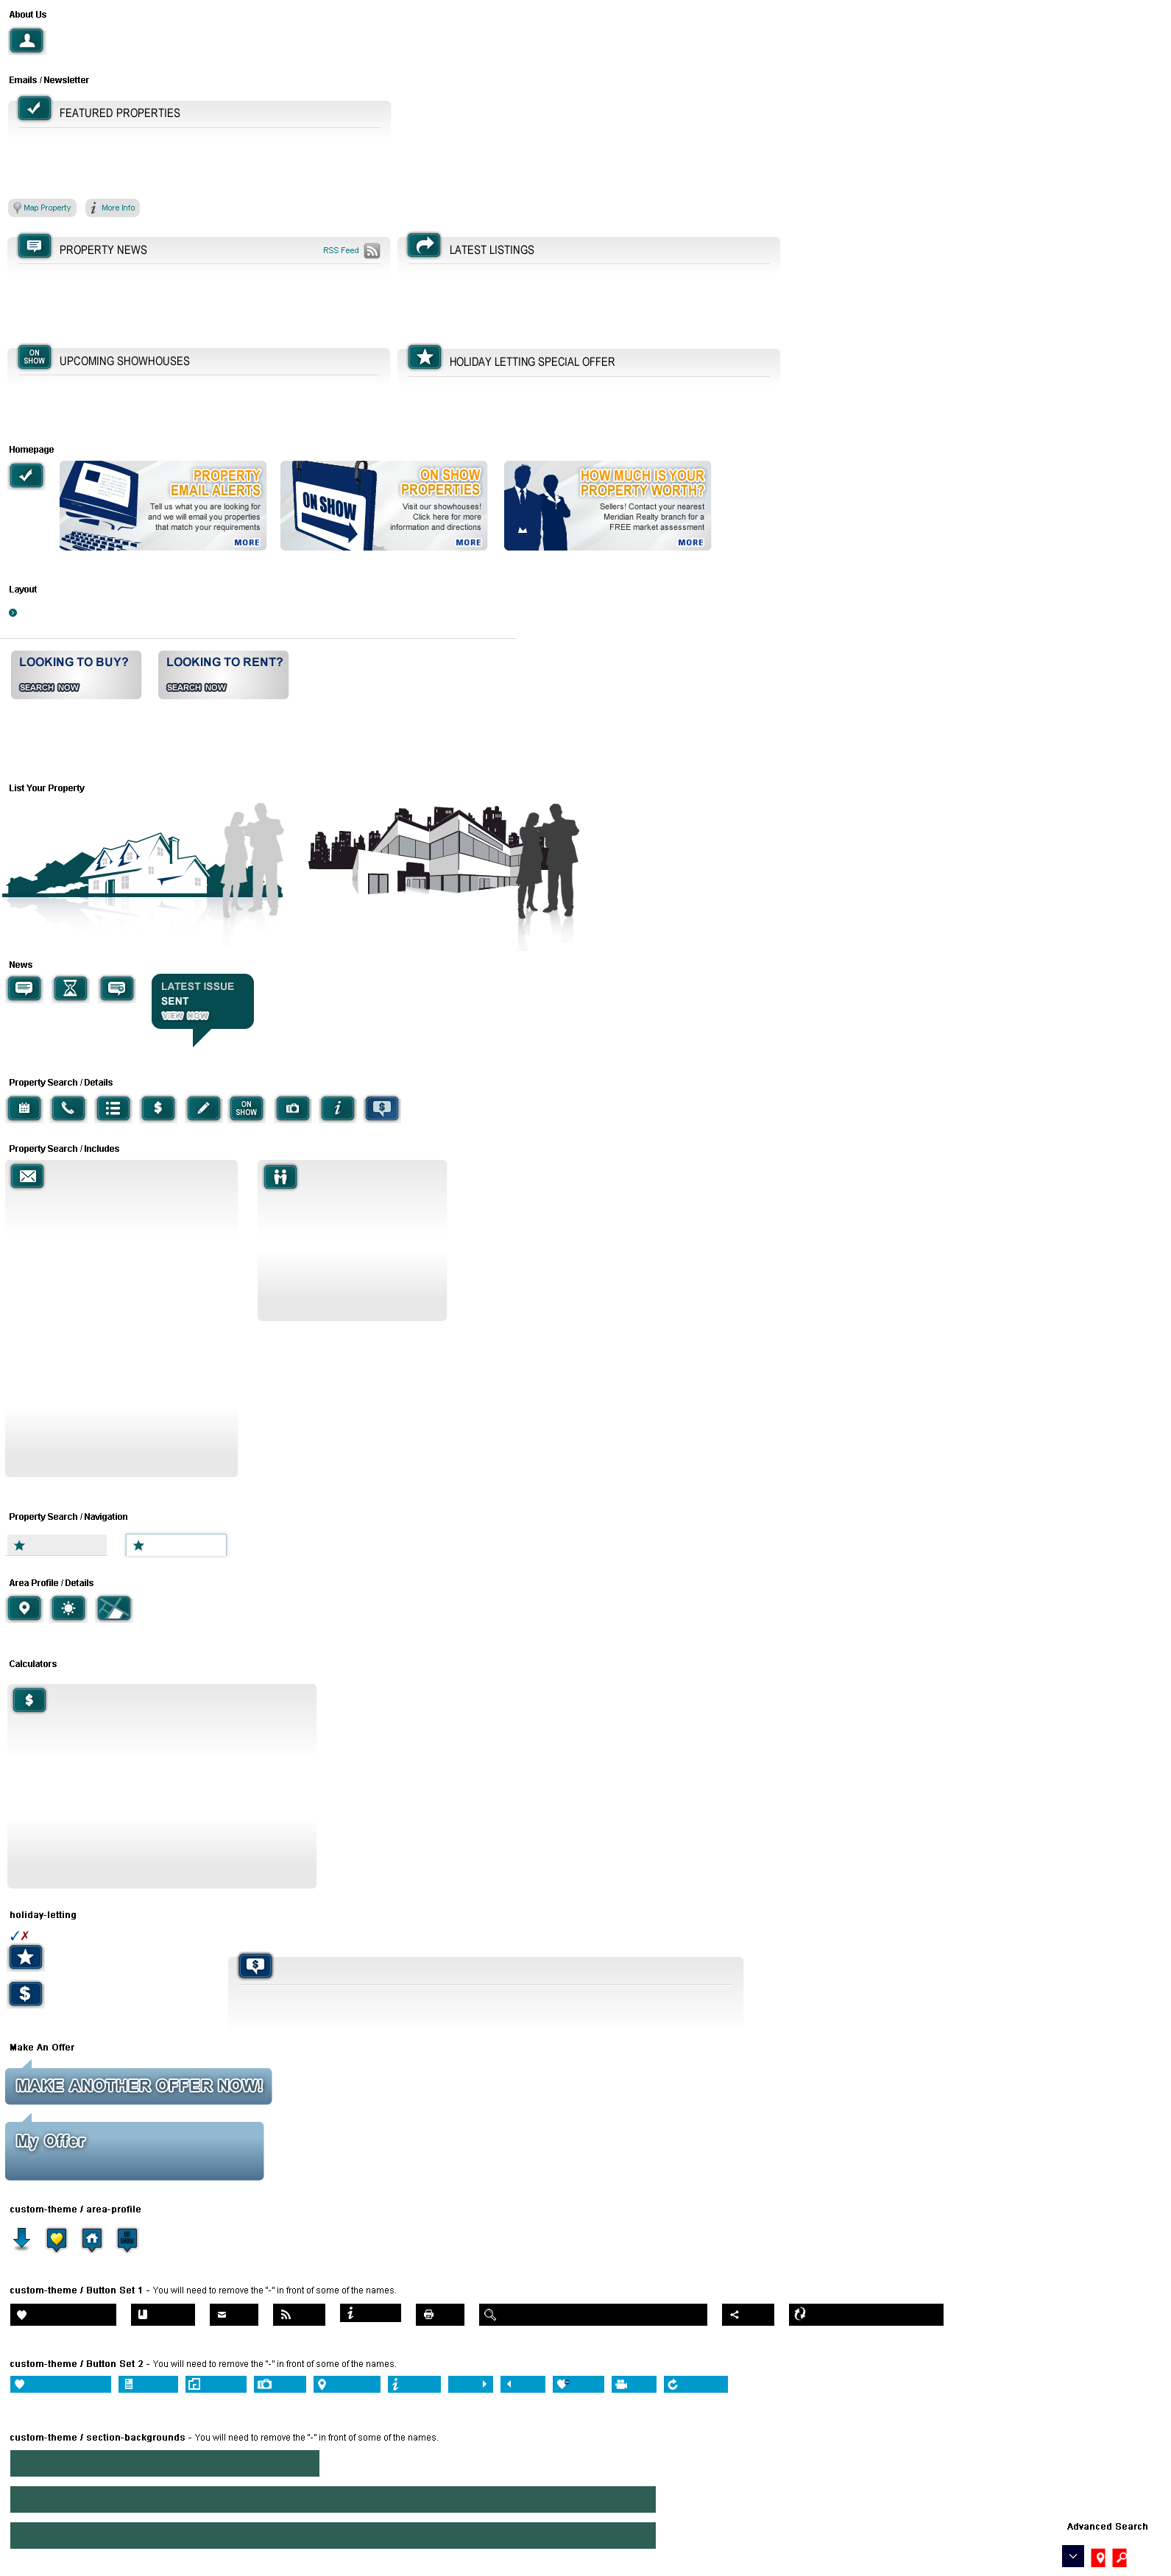 About Us
Emails / Newsletter
FEATURED PROPERTIES
Map Property
More Info
PROPERTY NEWS
RSS Feed
LATEST LISTINGS
ON
SHOW
UPCOMING SHOWHOUSES
HOLIDAY LETTING SPECIAL OFFER
Homepage
PROPERTY
EMAIL ALERTS
Tell us what you are looking for
and we will email you properties
that match your requirements
MORE
ON SHOW
ON SHOW
PROPERTIES
Visit our showhouses!
Click here for more
information and directions
MORE
HOW MUCH IS YOUR
PROPERTY WORTH?
Sellers! Contact your nearest
Meridian Realty branch for a
FREE market assessment
MORE
Layout
LOOKING TO BUY?
SEARCH NOW
LOOKING TO RENT?
SEARCH NOW
List Your Property
News
LATEST ISSUE
SENT
VIEW NOW
Property Search / Details
ON
SHOW
Property Search / Includes
Property Search / Navigation
Area Profile / Details
Calculators
holiday-letting
Make An Offer
MAKE ANOTHER OFFER NOW!
My Offer
custom-theme / area-profile
custom-theme / Button Set 1 - You will need to remove the "-" in front of some of the names.
custom-theme / Button Set 2 - You will need to remove the "-" in front of some of the names.
custom-theme / section-backgrounds - You will need to remove the "-" in front of some of the names.
Advanced Search